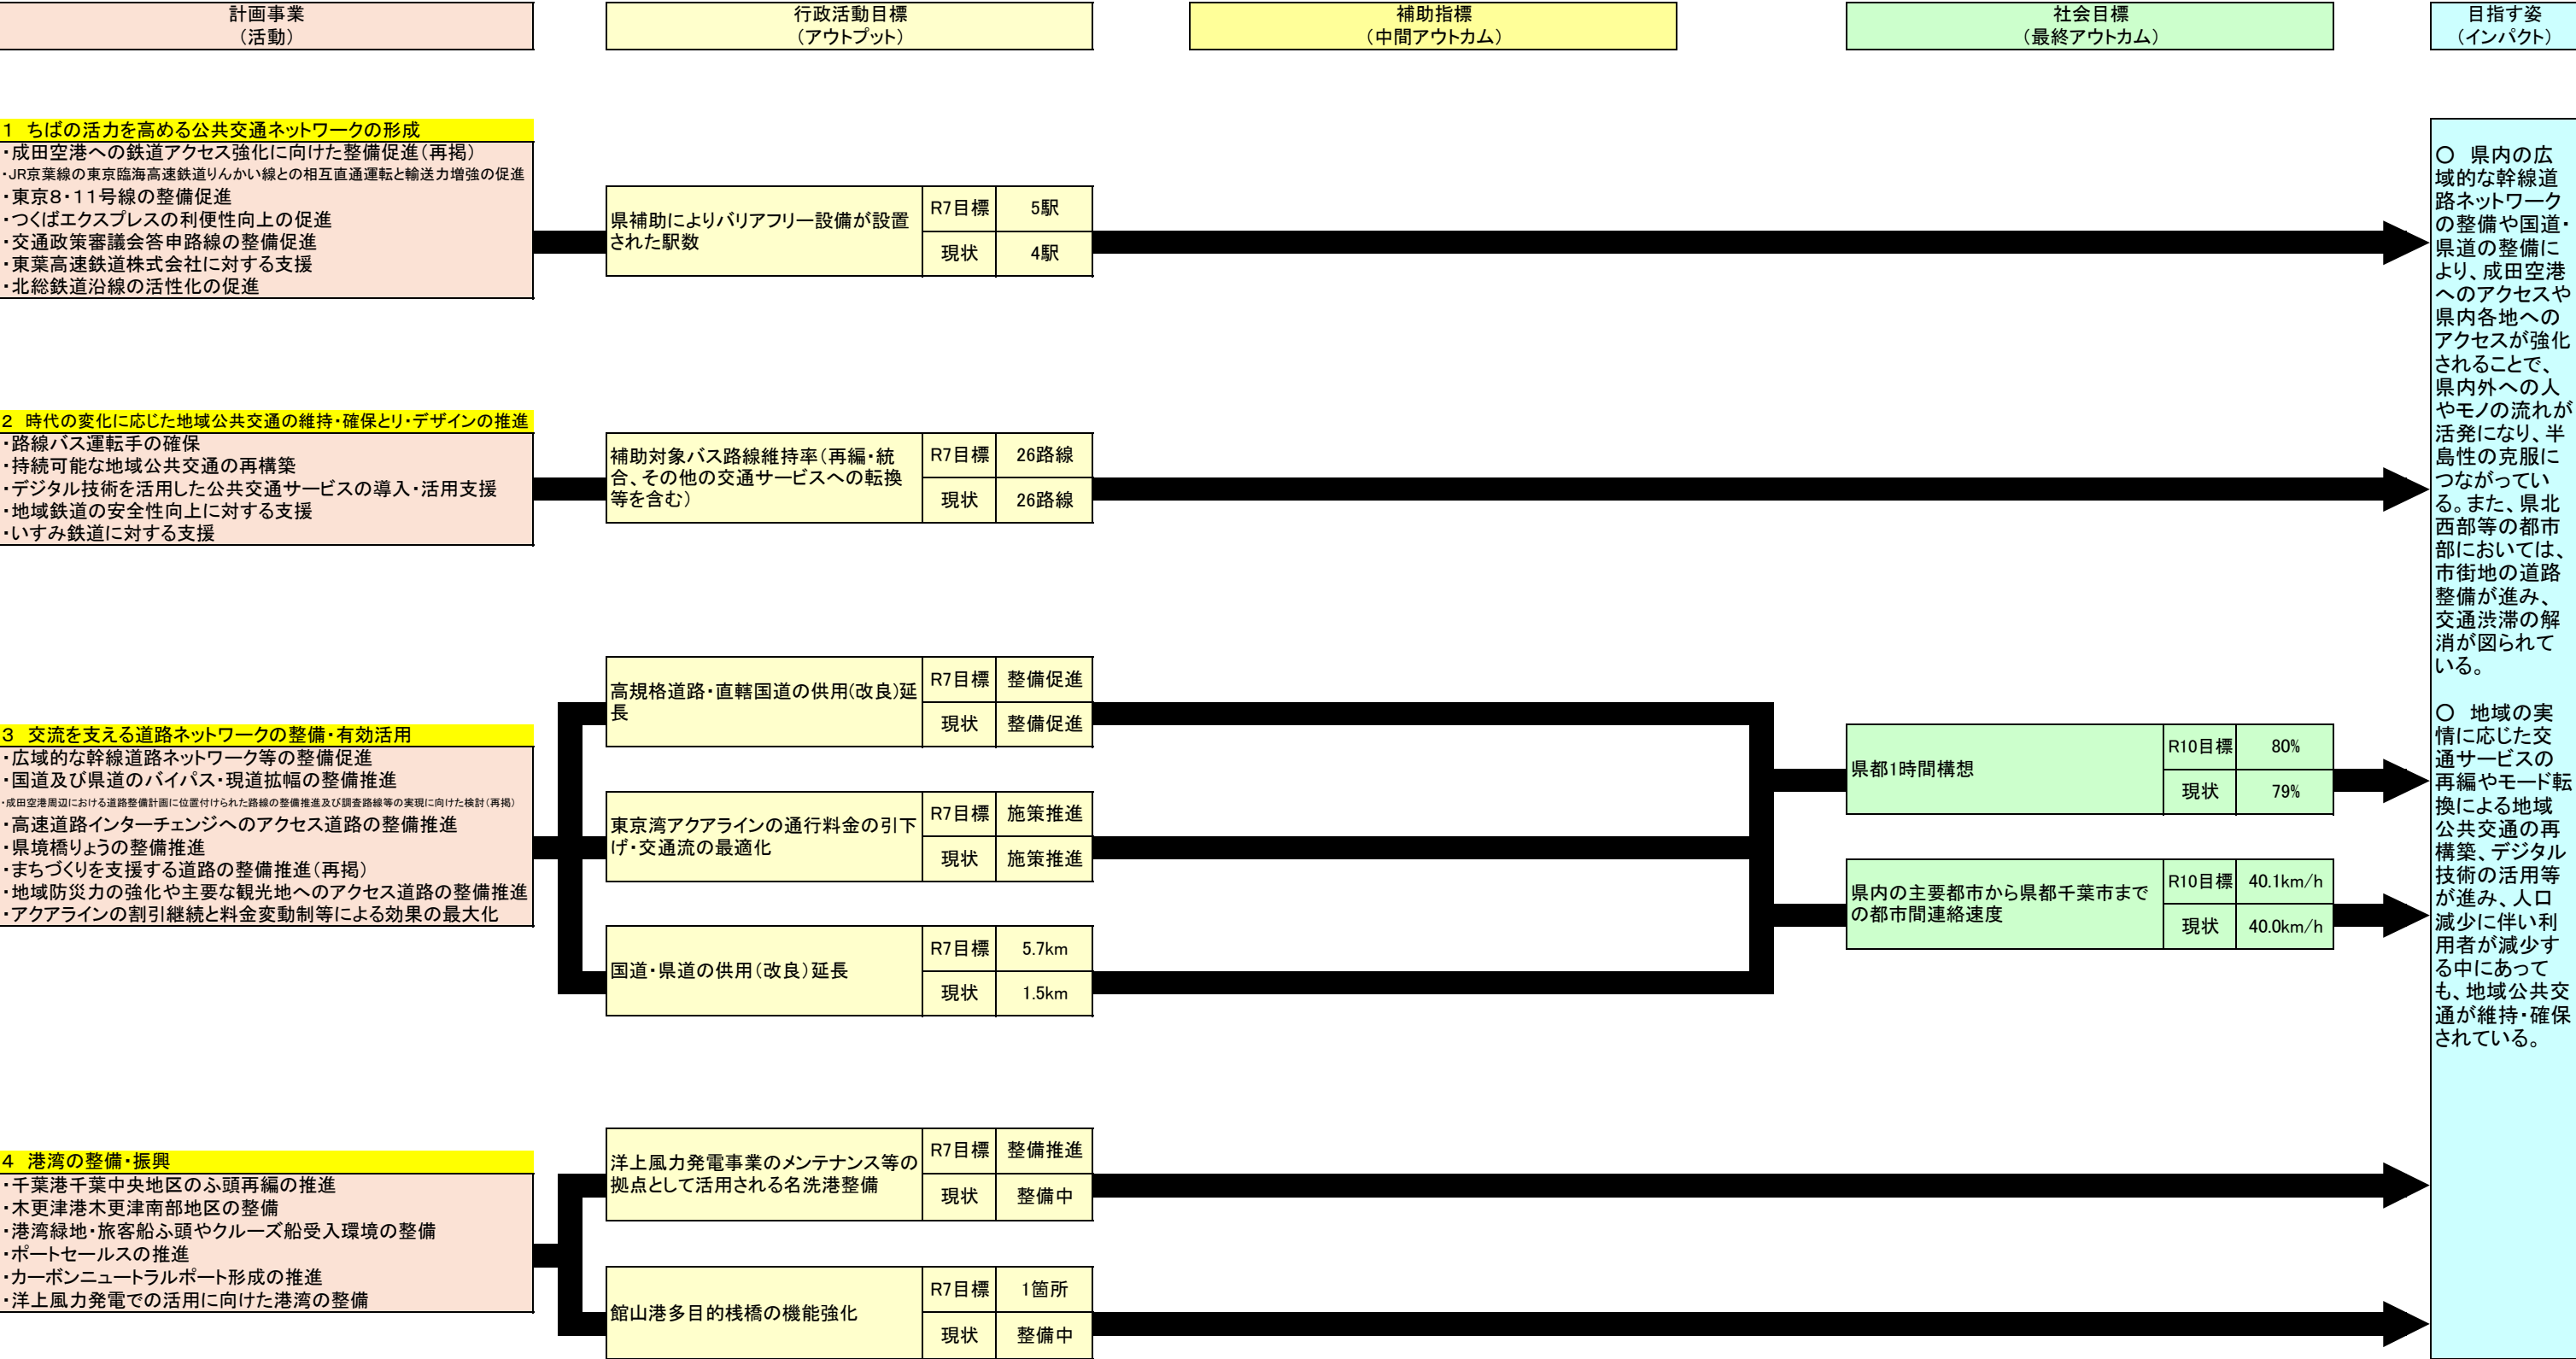 計画事業
（活動）
行政活動目標
（アウトプット）
補助指標
（中間アウトカム）
社会目標
（最終アウトカム）
目指す姿
（インパクト）
1　ちばの活力を高める公共交通ネットワークの形成
・成田空港への鉄道アクセス強化に向けた整備促進（再掲）
・JR京葉線の東京臨海高速鉄道りんかい線との相互直通運転と輸送力増強の促進
・東京8・11号線の整備促進
・つくばエクスプレスの利便性向上の促進
・交通政策審議会答申路線の整備促進
・東葉高速鉄道株式会社に対する支援
・北総鉄道沿線の活性化の促進
県補助によりバリアフリー設備が設置
された駅数
R7目標　5駅
現状　4駅
2　時代の変化に応じた地域公共交通の維持・確保とリ・デザインの推進
・路線バス運転手の確保
・持続可能な地域公共交通の再構築
・デジタル技術を活用した公共交通サービスの導入・活用支援
・地域鉄道の安全性向上に対する支援
・いすみ鉄道に対する支援
補助対象バス路線維持率（再編・統
合、その他の交通サービスへの転換
等を含む）
R7目標　26路線
現状　26路線
3　交流を支える道路ネットワークの整備・有効活用
・広域的な幹線道路ネットワーク等の整備促進
・国道及び県道のバイパス・現道拡幅の整備推進
・成田空港周辺における道路整備計画に位置付けられた路線の整備推進及び調査路線等の実現に向けた検討（再掲）
・高速道路インターチェンジへのアクセス道路の整備推進
・県境橋りょうの整備推進
・まちづくりを支援する道路の整備推進（再掲）
・地域防災力の強化や主要な観光地へのアクセス道路の整備推進
・アクアラインの割引継続と料金変動制等による効果の最大化
高規格道路・直轄国道の供用（改良）延
長
R7目標　整備促進
現状　整備促進
東京湾アクアラインの通行料金の引下
げ・交通流の最適化
R7目標　施策推進
現状　施策推進
国道・県道の供用（改良）延長
R7目標　5.7km
現状　1.5km
県都1時間構想
R10目標　80%
現状　79%
県内の主要都市から県都千葉市まで
の都市間連絡速度
R10目標　40.1km/h
現状　40.0km/h
4　港湾の整備・振興
・千葉港千葉中央地区のふ頭再編の推進
・木更津港木更津南部地区の整備
・港湾緑地・旅客船ふ頭やクルーズ船受入環境の整備
・ポートセールスの推進
・カーボンニュートラルポート形成の推進
・洋上風力発電での活用に向けた港湾の整備
洋上風力発電事業のメンテナンス等の
拠点として活用される名洗港整備
R7目標　整備推進
現状　整備中
館山港多目的桟橋の機能強化
R7目標　1箇所
現状　整備中
○　県内の広
域的な幹線道
路ネットワーク
の整備や国道・
県道の整備に
より、成田空港
へのアクセスや
県内各地への
アクセスが強化
されることで、
県内外への人
やモノの流れが
活発になり、半
島性の克服に
つながってい
る。また、県北
西部等の都市
部においては、
市街地の道路
整備が進み、
交通渋滞の解
消が図られて
いる。
○　地域の実
情に応じた交
通サービスの
再編やモード転
換による地域
公共交通の再
構築、デジタル
技術の活用等
が進み、人口
減少に伴い利
用者が減少す
る中にあって
も、地域公共交
通が維持・確保
されている。